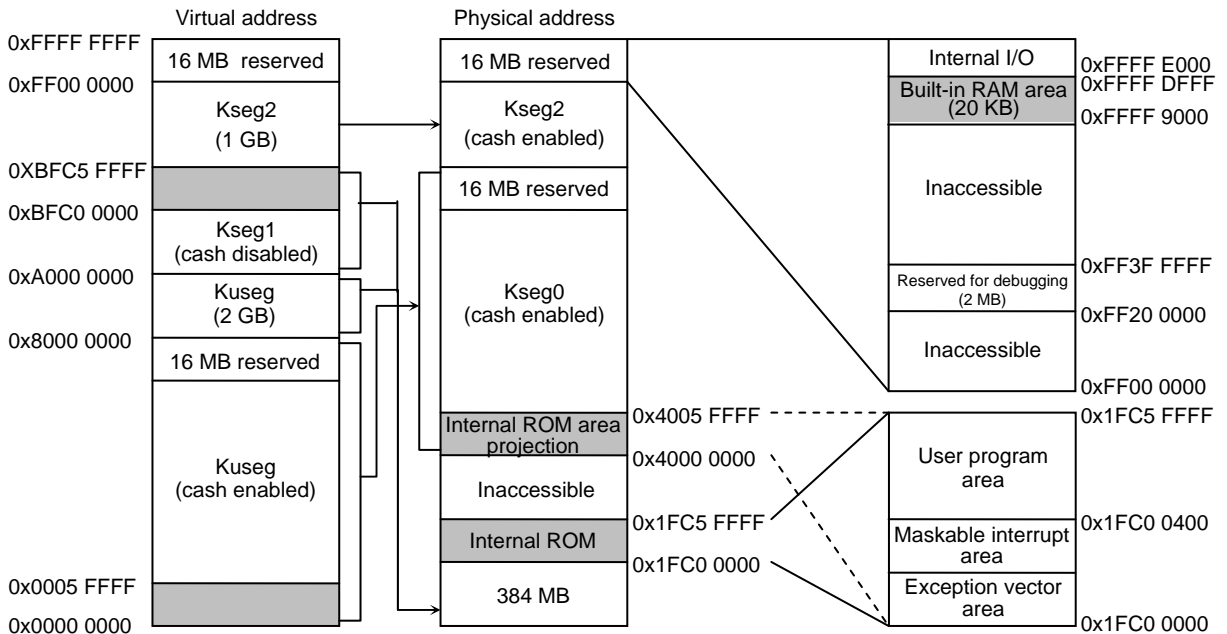 Virtual address
Physical address
0xFFFF FFFF
0xFF00 0000
0XBFC5 FFFF
0xBFC0 0000
0xA000 0000
0x8000 0000
0x0005 FFFF
0x0000 0000
16 MB reserved
Kseg2
(1 GB)
Kseg1
(cash disabled)
Kuseg
(2 GB)
16 MB reserved
Kuseg
(cash enabled)
16 MB reserved
Kseg2
(cash enabled)
16 MB reserved
Kseg0
(cash enabled)
Internal ROM area
projection
Inaccessible
Internal ROM
384 MB
0x4005 FFFF
0x4000 0000
0x1FC5 FFFF
0x1FC0 0000
Internal I/O
Built-in RAM area
(20 KB)
Inaccessible
Reserved for debugging
(2 MB)
Inaccessible
0xFFFF E000
0xFFFF DFFF
0xFFFF 9000
0xFF3F FFFF
0xFF20 0000
0xFF00 0000
User program
area
Maskable interrupt
area
Exception vector
area
0x1FC5 FFFF
0x1FC0 0400
0x1FC0 0000